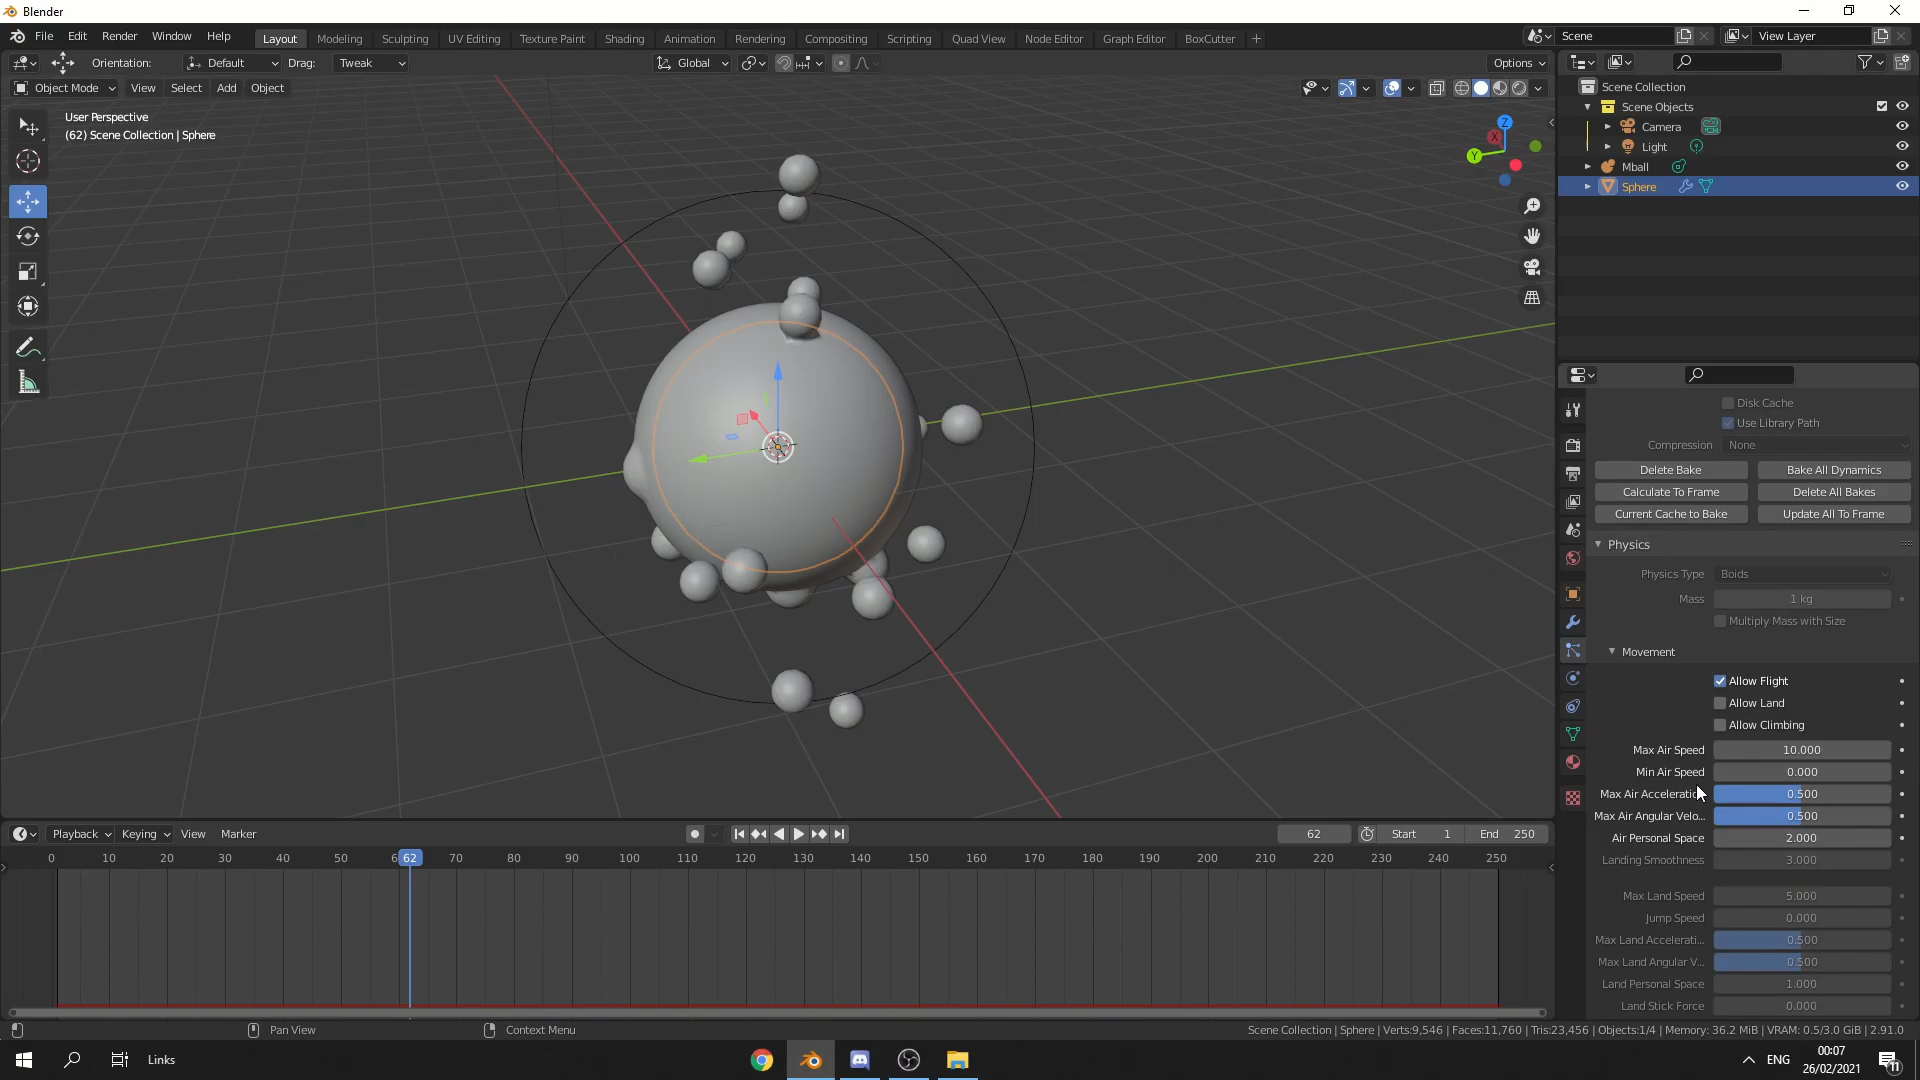 Blender
File Edit Render Window Help Layout Modeling Sculpting UV Editing Texture Paint Shading Animation Rendering Compositing Scripting Quad View Node Editor Graph Editor BoxCutter + Scene View Layer
Orientation: Default Drag: Tweak Global Options
Object Mode View Select Add Object
User Perspective
(62) Scene Collection | Sphere
Z
X
Y
Scene Collection
Scene Objects
Camera
Light
Mball
Sphere
Disk Cache
Use Library Path
Compression None
Delete Bake Bake All Dynamics
Calculate To Frame Delete All Bakes
Current Cache to Bake Update All To Frame
Physics
Physics Type Boids
Mass 1 kg
Multiply Mass with Size
Movement
Allow Flight
Allow Land
Allow Climbing
Max Air Speed 10.000
Min Air Speed 0.000
Max Air Acceleratio 0.500
Max Air Angular Velo... 0.500
Air Personal Space 2.000
Landing Smoothness 3.000
Max Land Speed 5.000
Jump Speed 0.000
Max Land Accelerati... 0.500
Max Land Angular V... 0.500
Land Personal Space 1.000
Land Stick Force 0.000
Playback Keying View Marker 62 Start 1 End 250
0 10 20 30 40 50 6 62 70 80 90 100 110 120 130 140 150 160 170 180 190 200 210 220 230 240 250
Pan View Context Menu Scene Collection | Sphere | Verts:9,546 | Faces:11,760 | Tris:23,456 | Objects:1/4 | Memory: 36.2 MiB | VRAM: 0.5/3.0 GiB | 2.91.0
Links ENG 00:07
26/02/2021 11